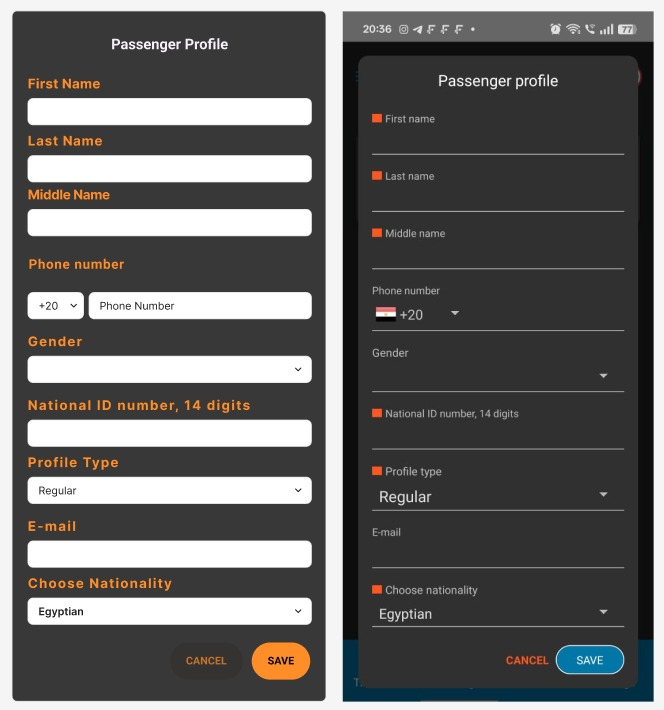 Passenger Profile
First Name
Last Name
Middle Name
Phone number
+20
Phone Number
Gender
National ID number, 14 digits
Profile Type
Regular
E-mail
Choose Nationality
Egyptian
CANCEL
SAVE
20:36
77
Passenger profile
First name
Last name
Middle name
Phone number
+20
Gender
National ID number, 14 digits
Profile type
Regular
E-mail
Choose nationality
Egyptian
CANCEL
SAVE